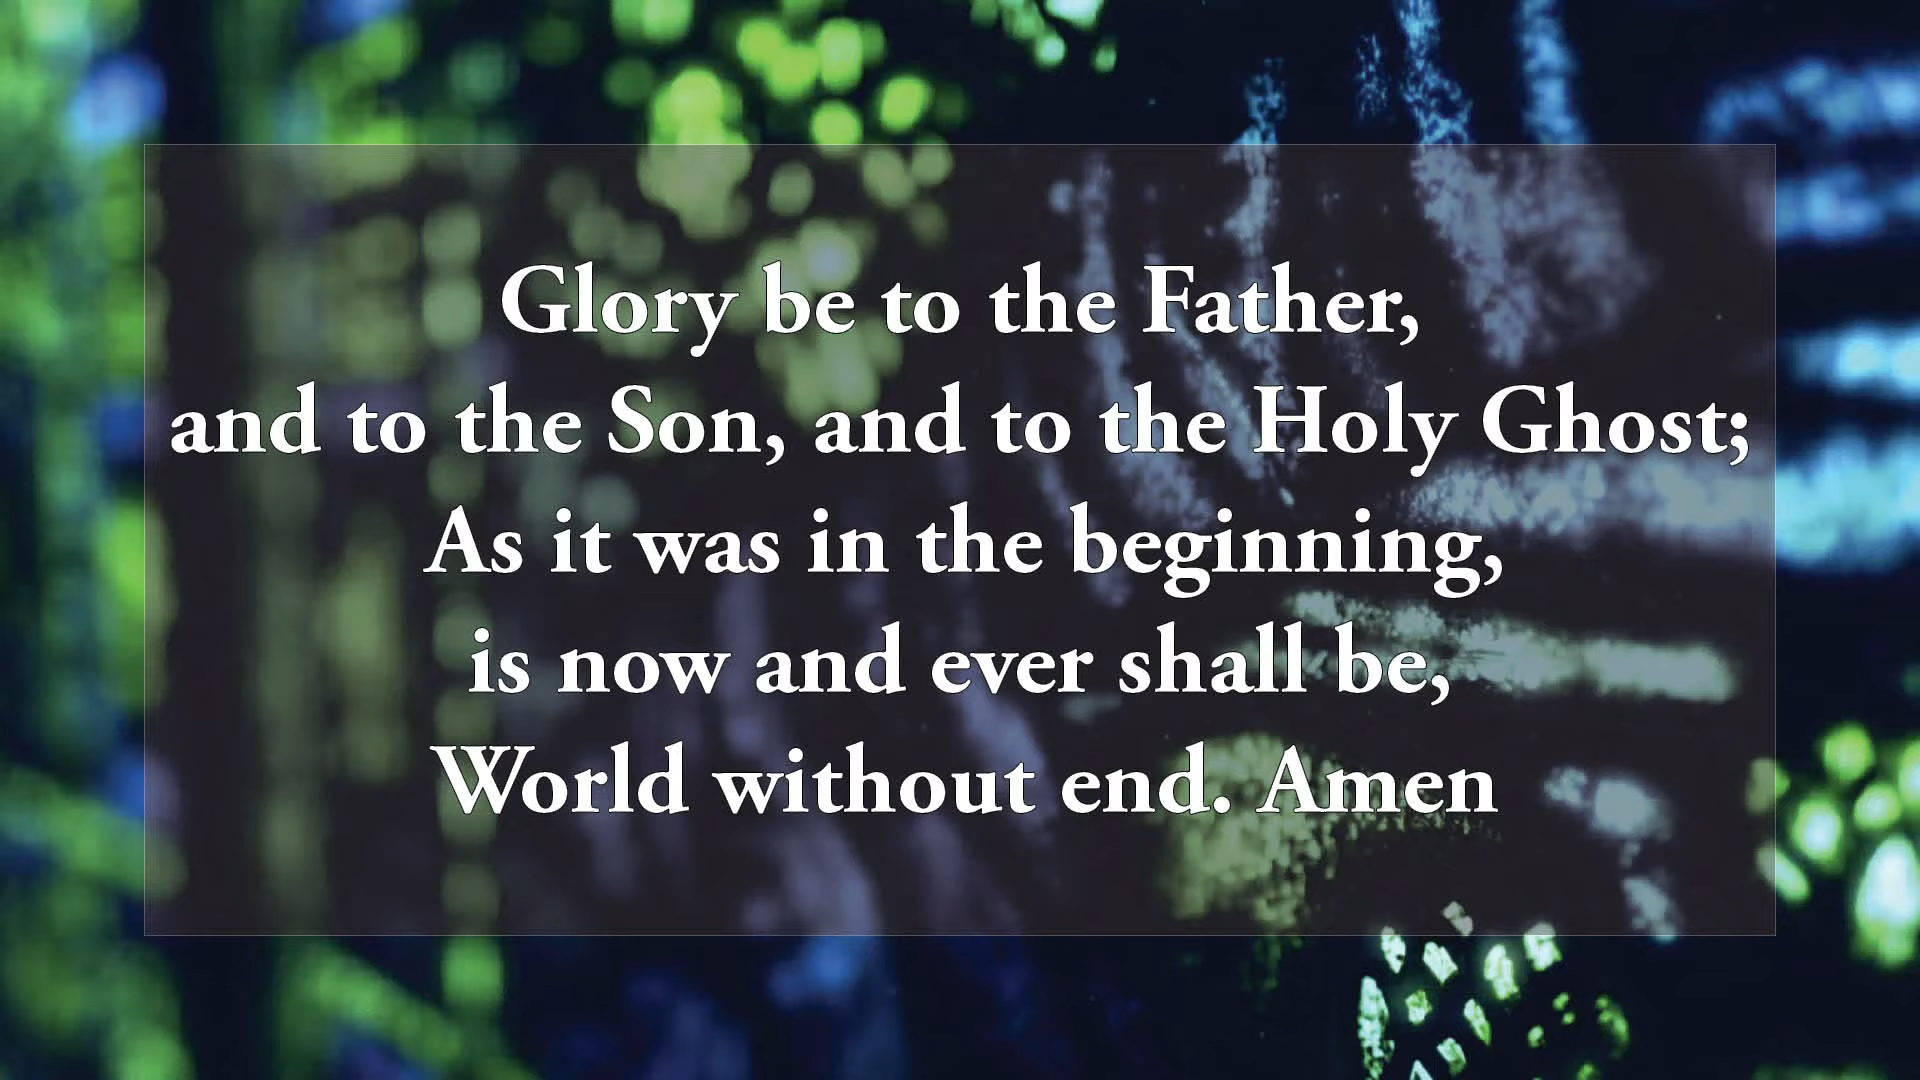 Glory be to the Father,
and to the Son, and to the Holy Ghost;
As it was in the beginning,
is now and ever shall be,
World without end. Amen